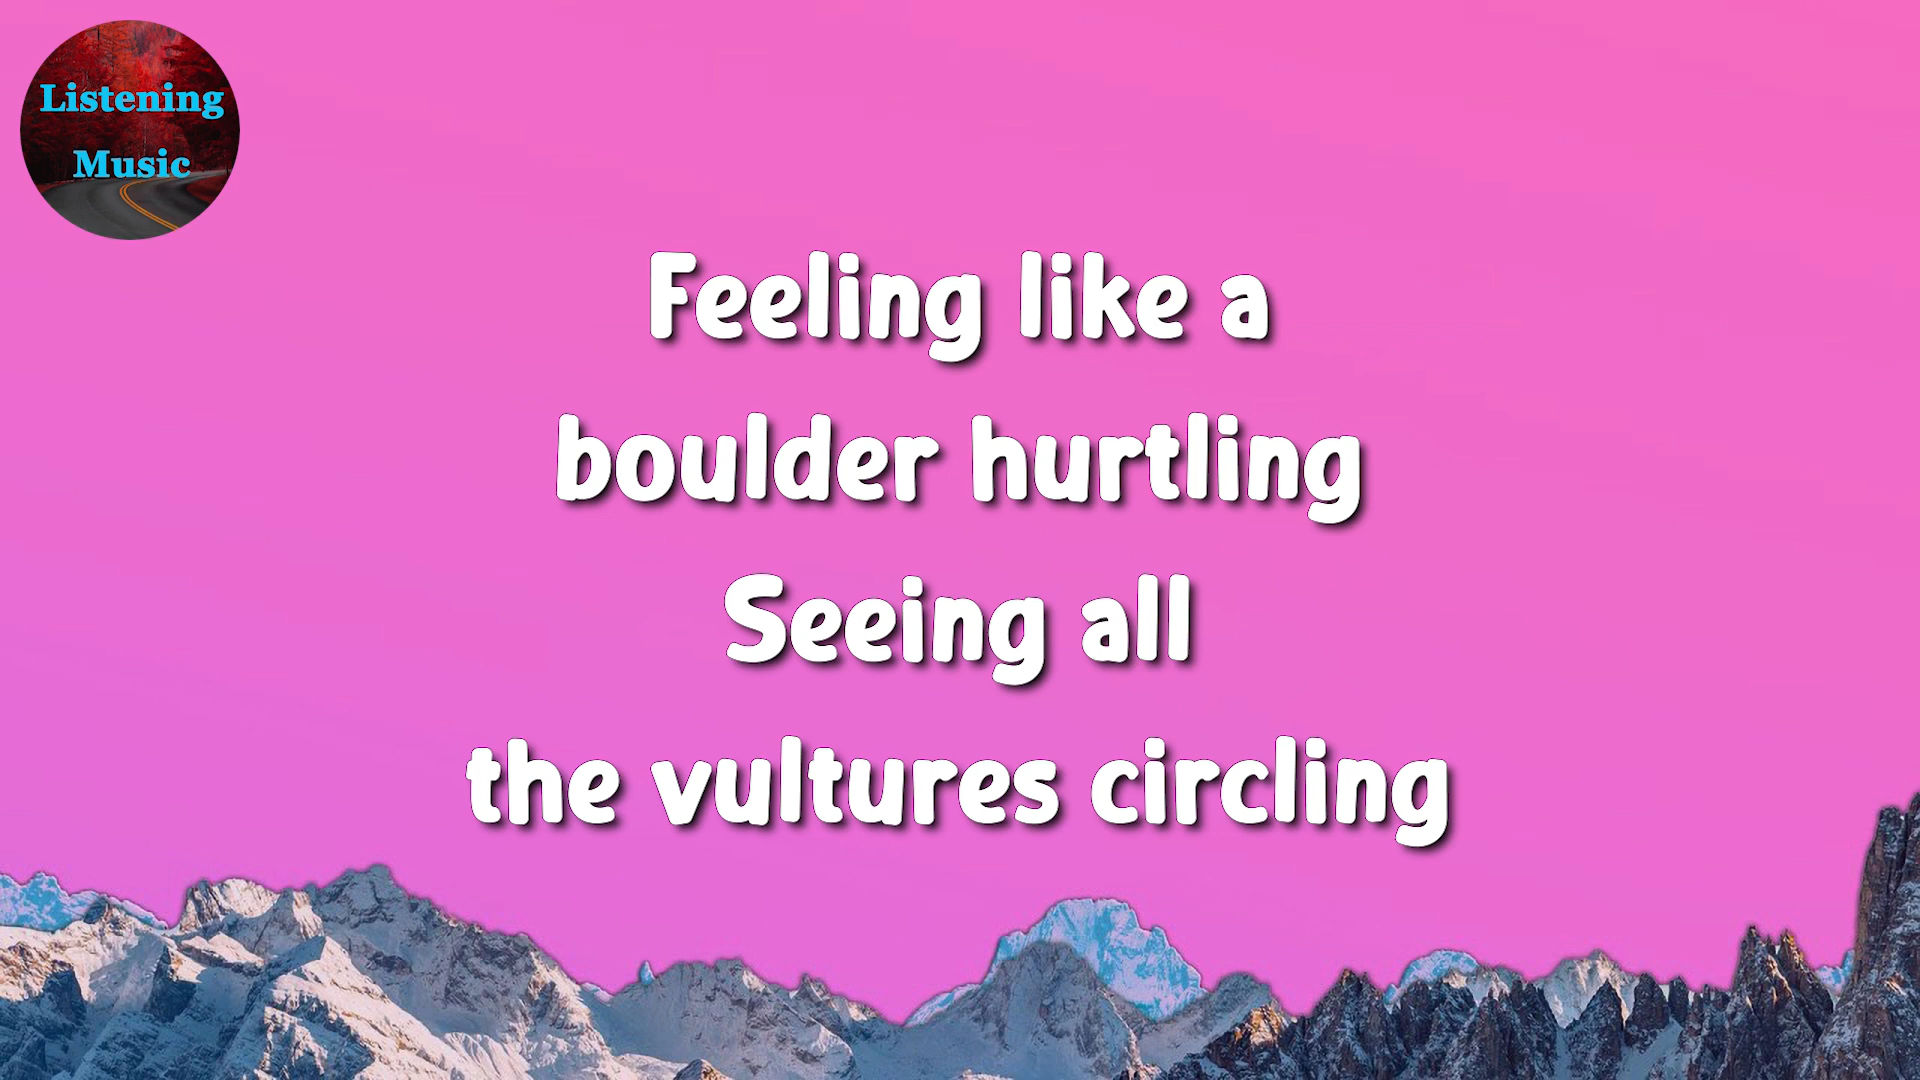 Listening
Music
Feeling like a
boulder hurtling
Seeing all
the vultures circling